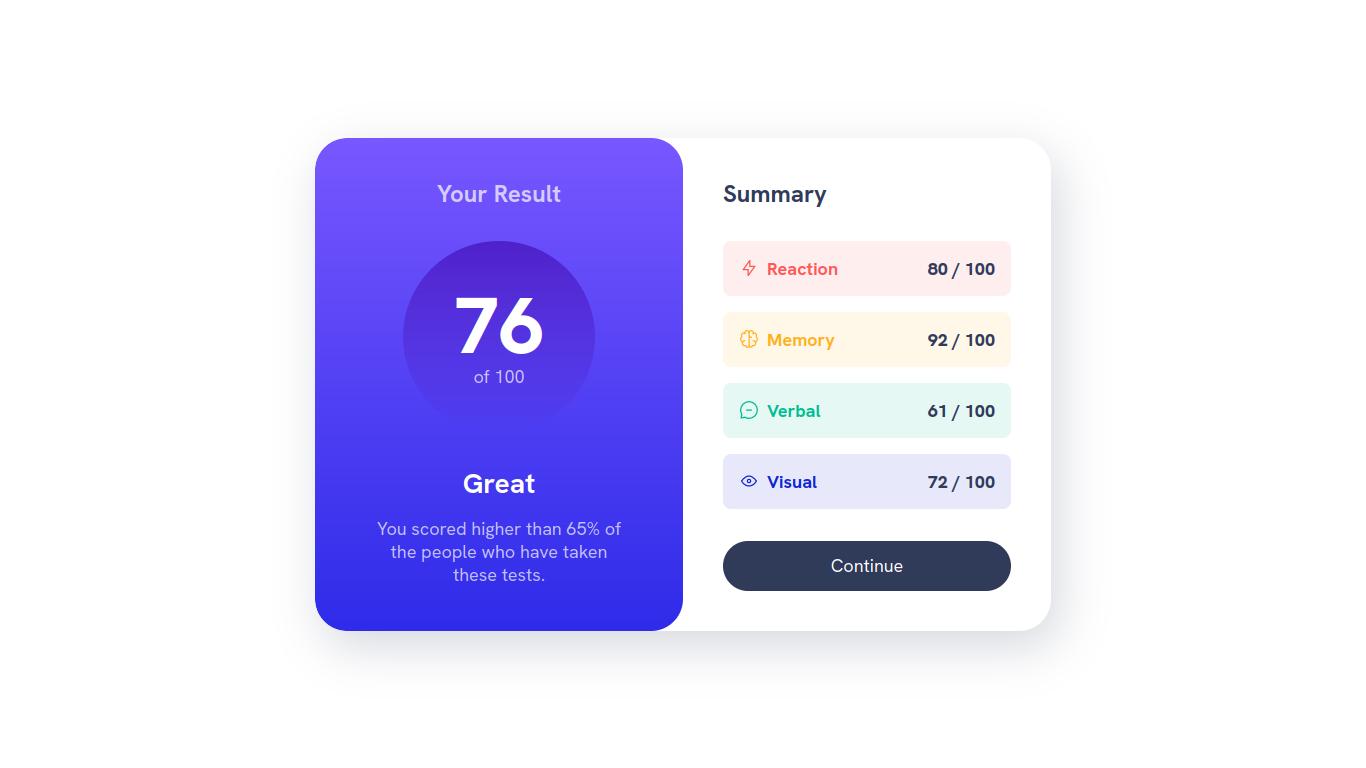 Your Result
76
of 100
Great
You scored higher than 65% of
the people who have taken
these tests.
Summary
Reaction 80 / 100
Memory 92 / 100
Verbal 61 / 100
Visual 72 / 100
Continue